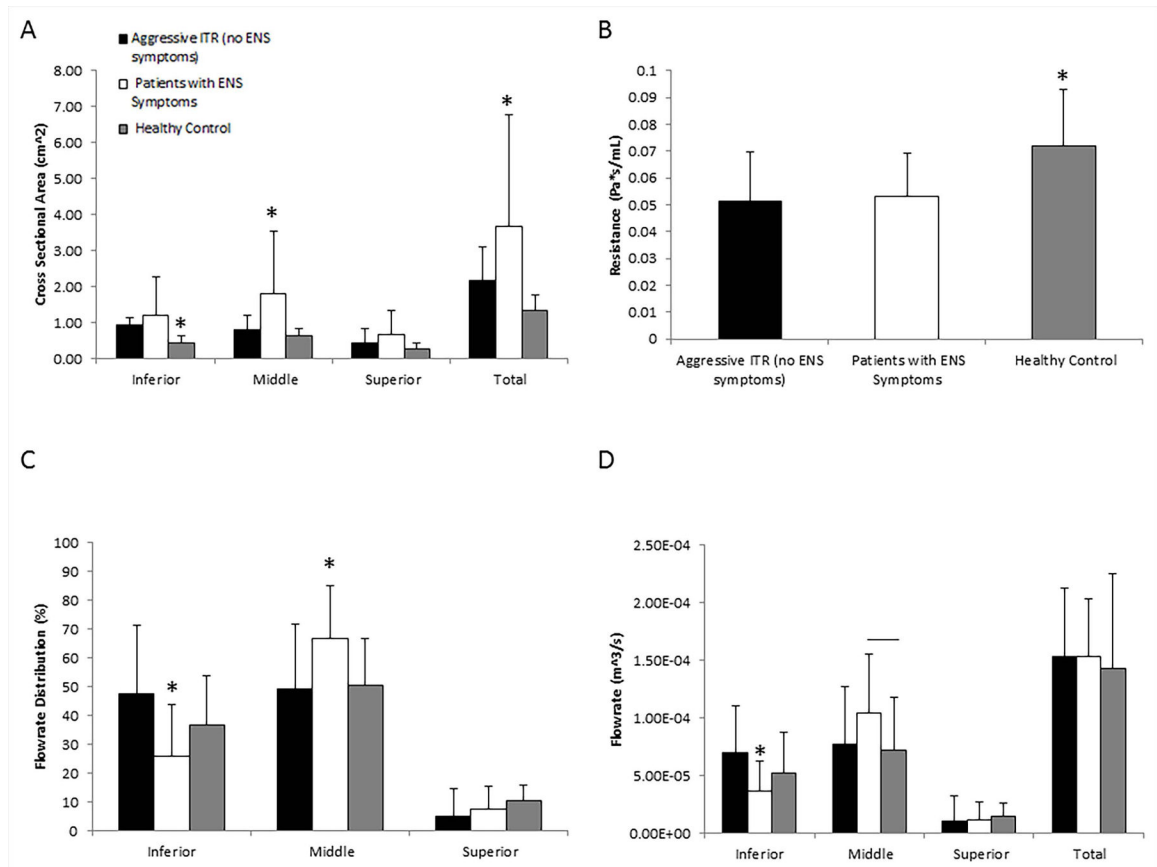 A
Aggressive ITR (no ENS
symptoms)
Patients with ENS
Symptoms
Healthy Control
8.00
7.00
6.00
5.00
4.00
3.00
2.00
1.00
0.00
Cross Sectional Area (cm^2)
*
*
*
Inferior
Middle
Superior
Total
B
0.1
0.09
0.08
0.07
0.06
0.05
0.04
0.03
0.02
0.01
0
Resistance (Pa*s/mL)
*
Aggressive ITR (no ENS
symptoms)
Patients with ENS
Symptoms
Healthy Control
C
100
90
80
70
60
50
40
30
20
10
0
Flowrate Distribution (%)
*
*
Inferior
Middle
Superior
D
2.50E-04
2.00E-04
1.50E-04
1.00E-04
5.00E-05
0.00E+00
Flowrate (m^3/s)
*
Inferior
Middle
Superior
Total